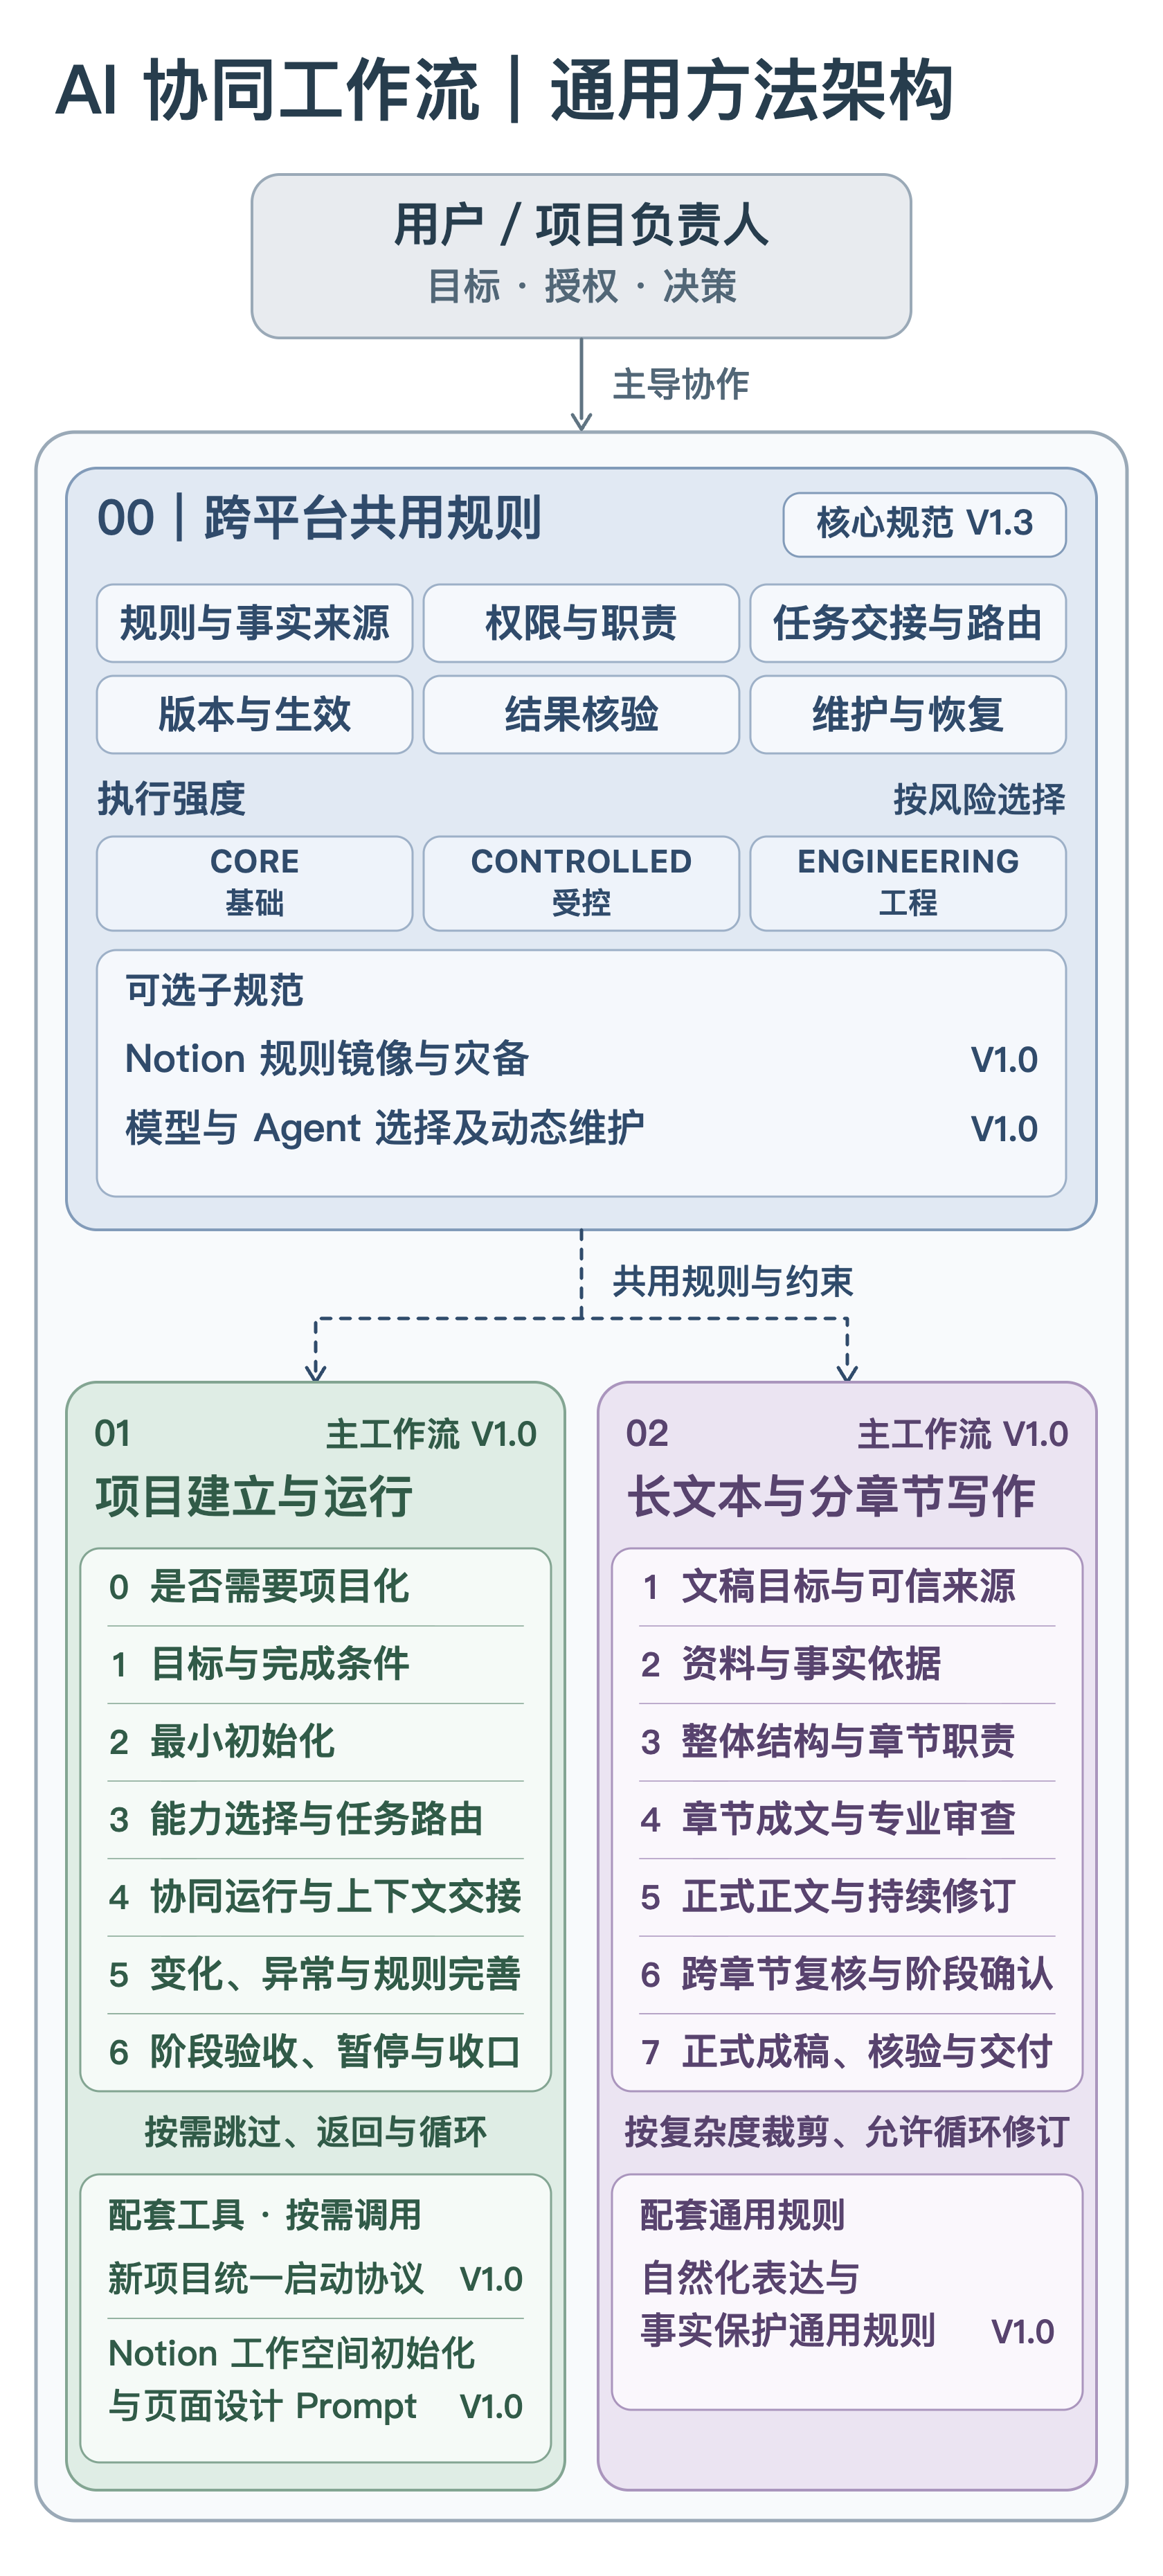 AI 协同工作流｜通用方法架构
用户 / 项目负责人
目标 · 授权 · 决策
主导协作
00｜跨平台共用规则
核心规范 V1.3
规则与事实来源
权限与职责
任务交接与路由
版本与生效
结果核验
维护与恢复
执行强度
按风险选择
CORE
基础
CONTROLLED
受控
ENGINEERING
工程
可选子规范
Notion 规则镜像与灾备 V1.0
模型与 Agent 选择及动态维护 V1.0
共用规则与约束
01 主工作流 V1.0
项目建立与运行
0 是否需要项目化
1 目标与完成条件
2 最小初始化
3 能力选择与任务路由
4 协同运行与上下文交接
5 变化、异常与规则完善
6 阶段验收、暂停与收口
按需跳过、返回与循环
配套工具 · 按需调用
新项目统一启动协议 V1.0
Notion 工作空间初始化
与页面设计 Prompt V1.0
02 主工作流 V1.0
长文本与分章节写作
1 文稿目标与可信来源
2 资料与事实依据
3 整体结构与章节职责
4 章节成文与专业审查
5 正式正文与持续修订
6 跨章节复核与阶段确认
7 正式成稿、核验与交付
按复杂度裁剪、允许循环修订
配套通用规则
自然化表达与
事实保护通用规则 V1.0